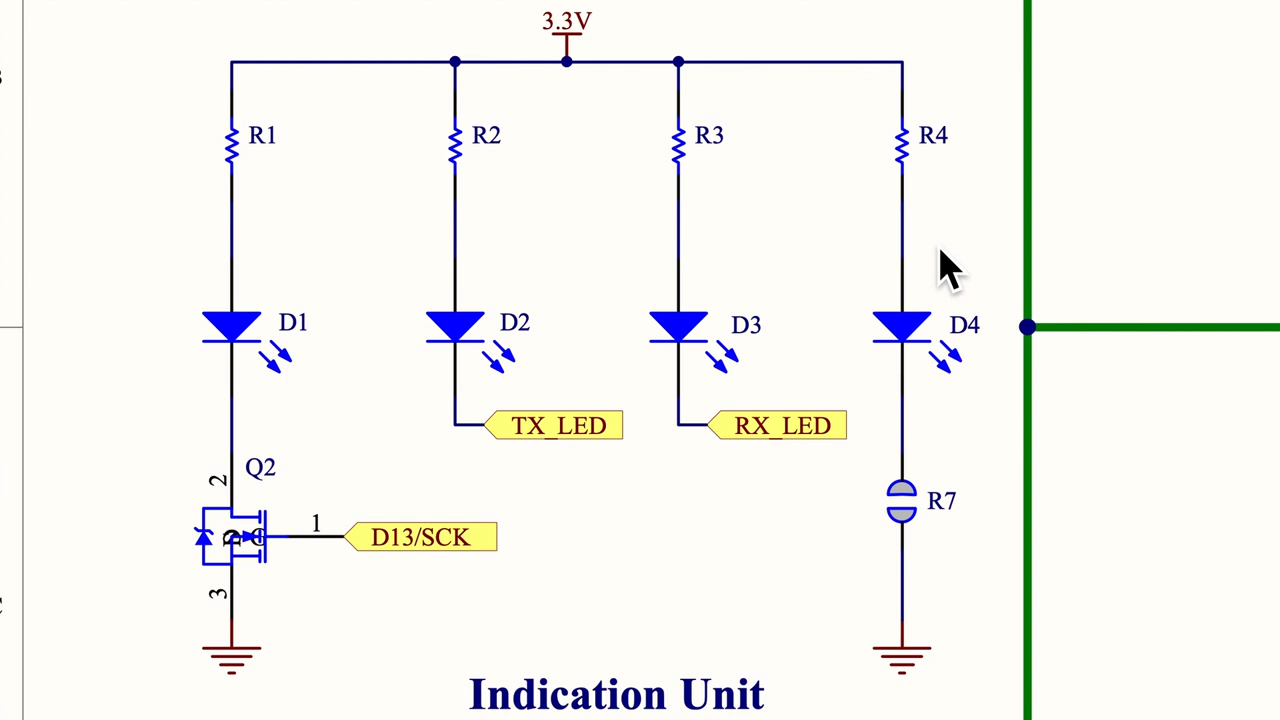 3.3V
R1
R2
R3
R4
D1
D2
D3
D4
TX_LED
RX_LED
Q2
2
1
D13/SCK
R7
3
Indication Unit